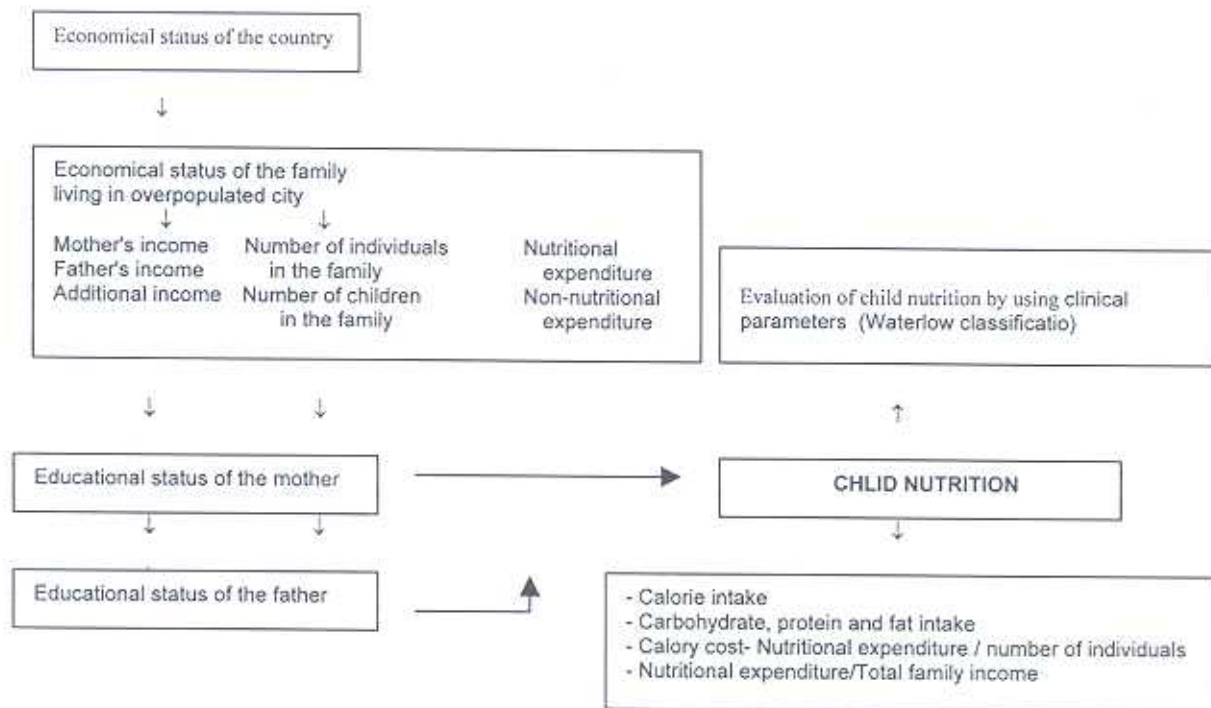 Economical status of the country
Economical status of the family
living in overpopulated city
Mother's income
Father's income
Additional income
Number of individuals
in the family
Number of children
in the family
Nutritional
expenditure
Non-nutritional
expenditure
Evaluation of child nutrition by using clinical
parameters (Waterlow classificatio)
Educational status of the mother
CHLID NUTRITION
Educational status of the father
- Calorie intake
- Carbohydrate, protein and fat intake
- Calory cost- Nutritional expenditure / number of individuals
- Nutritional expenditure/Total family income